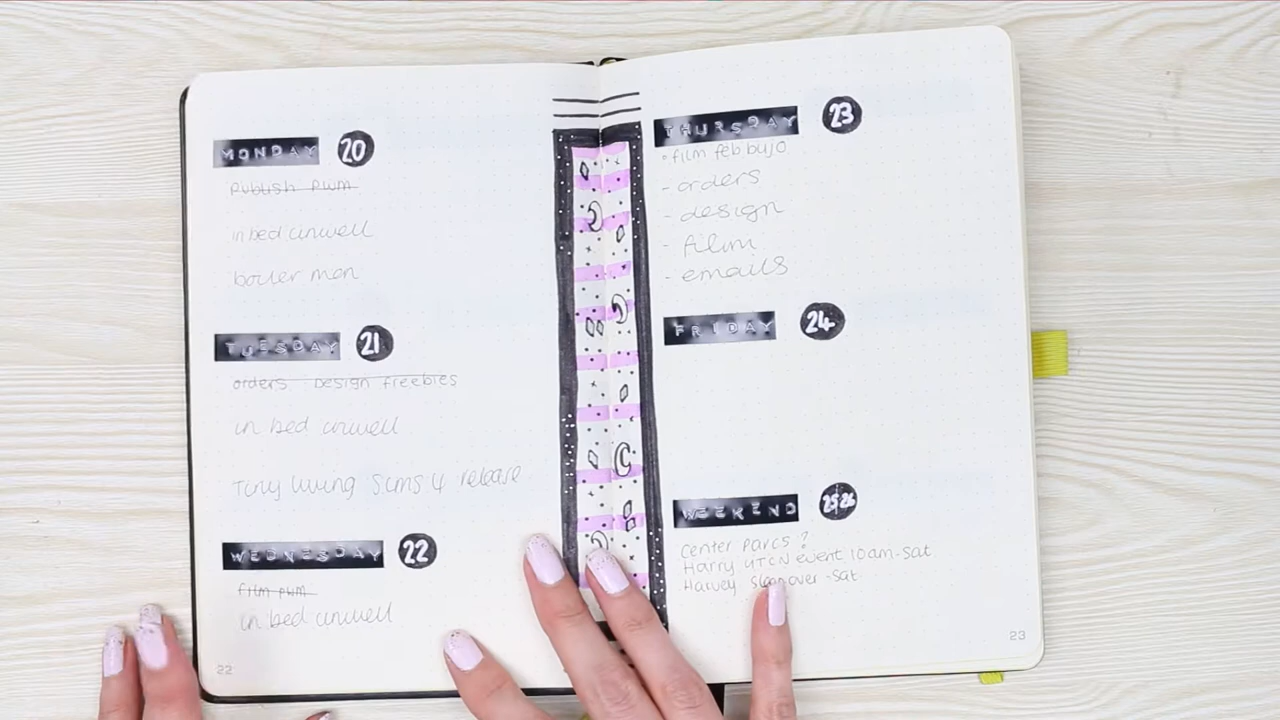 MONDAY 20
Publish PWM
in bed unwell
boiler man
TUESDAY 21
orders Design freebies
in bed unwell
Tiny living Sims 4 release
WEDNESDAY 22
film PWM
in bed unwell
22
THURSDAY 23
film feb bujo
- orders
- design
- film
- emails
FRIDAY 24
WEEKEND 25|26
Center Parcs ?
Harry UTCN event 10am - Sat
Harvey Sleepover - Sat.
23